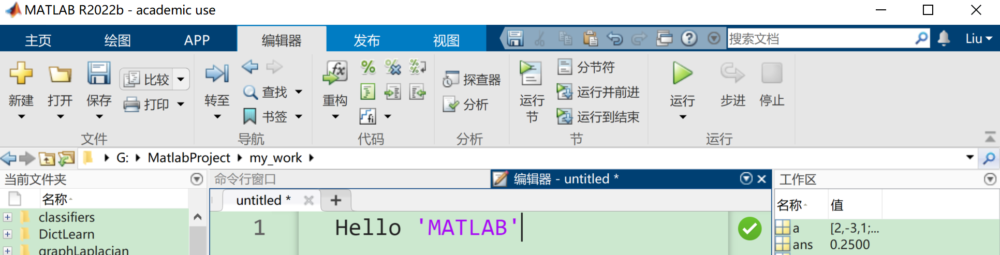 MATLAB R2022b - academic use
主页 绘图 APP 编辑器 发布 视图 搜索文档 Liu
新建 打开 保存 比较 打印 转至 查找 书签 重构 fx fi 探查器 分析 运行节 分节符 运行并前进 运行到结束 运行 步进 停止
文件 导航 代码 分析 节 运行
G: MatlabProject my_work
当前文件夹 命令行窗口 编辑器 - untitled * 工作区
名称 untitled * + 名称 值
classifiers
DictLearn
graphLaplacian
1 Hello 'MATLAB'
a [2,-3,1;...
ans 0.2500